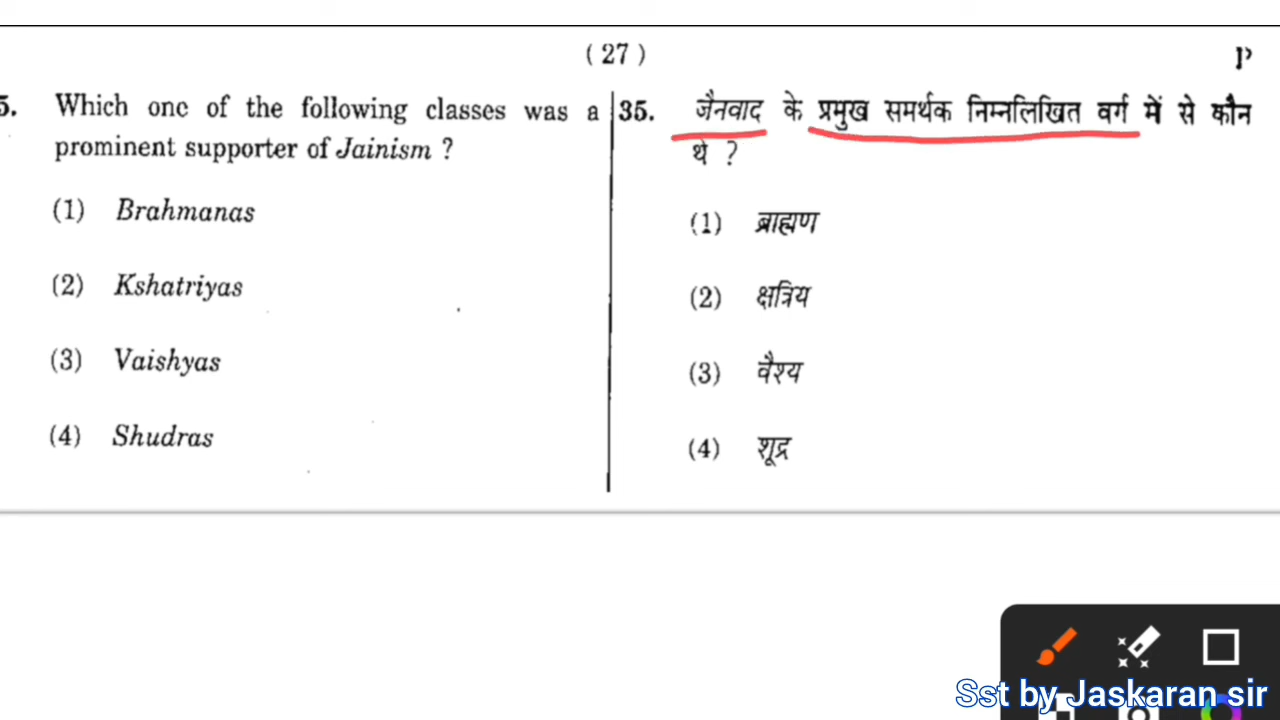 ( 27 )
P
5. Which one of the following classes was a
prominent supporter of Jainism ?
(1) Brahmanas
(2) Kshatriyas
(3) Vaishyas
(4) Shudras
35. जैनवाद के प्रमुख समर्थक निम्नलिखित वर्ग में से कौन
थे ?
(1) ब्राह्मण
(2) क्षत्रिय
(3) वैश्य
(4) शूद्र
Sst by Jaskaran sir